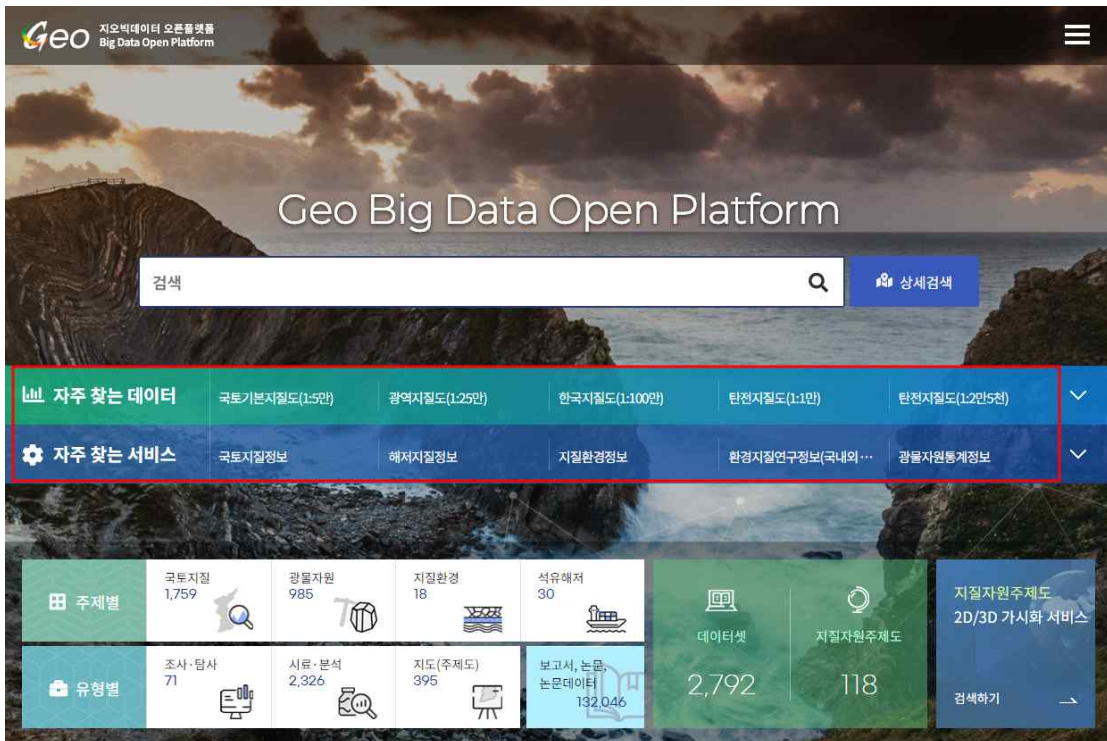 Geo 지오빅데이터 오픈플랫폼
Big Data Open Platform
Geo Big Data Open Platform
검색
상세검색
자주 찾는 데이터 국토기본지질도(1:5만) 광역지질도(1:25만) 한국지질도(1:100만) 탄전지질도(1:1만) 탄전지질도(1:2만5천)
자주 찾는 서비스 국토지질정보 해저지질정보 지질환경정보 환경지질연구정보(국내외 ··· 광물자원통계정보
주제별
국토지질
1,759
광물자원
985
지질환경
18
석유해저
30
유형별
조사·탐사
71
시료·분석
2,326
지도(주제도)
395
보고서, 논문,
논문데이터
132,046
데이터셋
2,792
지질자원주제도
118
지질자원주제도
2D/3D 가시화 서비스
검색하기